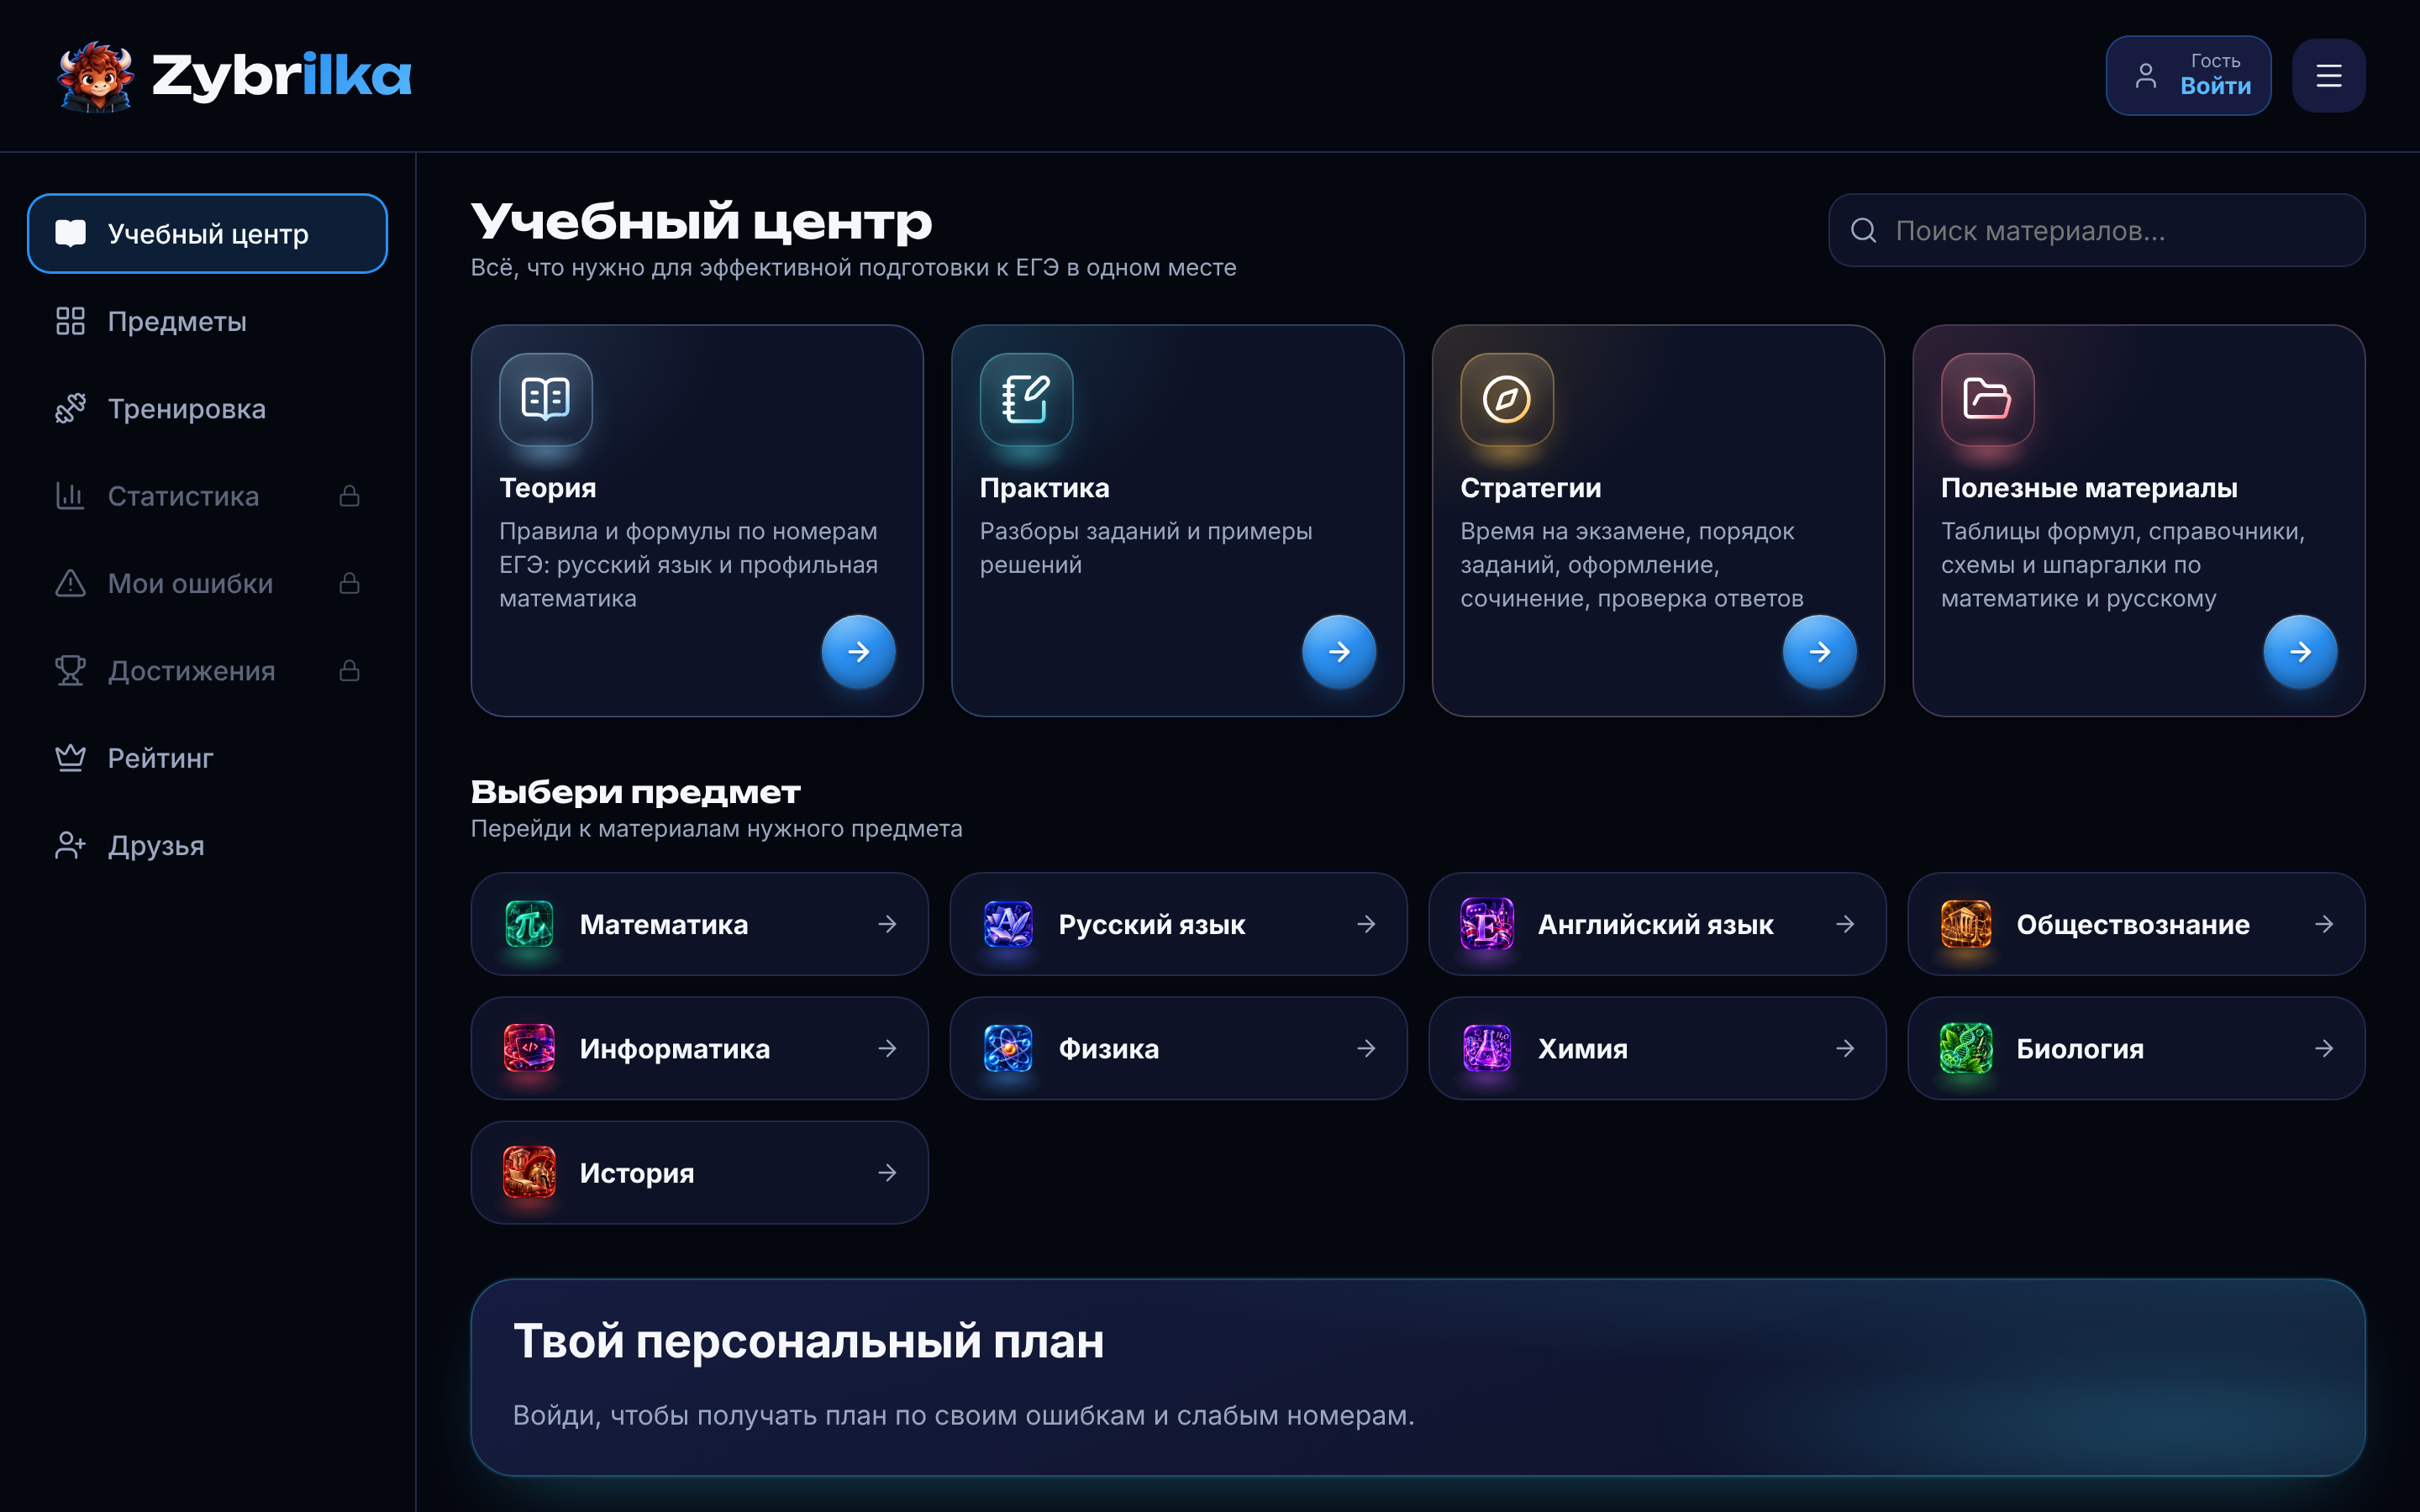 Zybrilka
Гость
Войти
Учебный центр
Предметы
Тренировка
Статистика
Мои ошибки
Достижения
Рейтинг
Друзья
Учебный центр
Всё, что нужно для эффективной подготовки к ЕГЭ в одном месте
Поиск материалов...
Теория
Правила и формулы по номерам
ЕГЭ: русский язык и профильная
математика
Практика
Разборы заданий и примеры
решений
Стратегии
Время на экзамене, порядок
заданий, оформление,
сочинение, проверка ответов
Полезные материалы
Таблицы формул, справочники,
схемы и шпаргалки по
математике и русскому
Выбери предмет
Перейди к материалам нужного предмета
Математика
Русский язык
Английский язык
Обществознание
Информатика
Физика
Химия
Биология
История
Твой персональный план
Войди, чтобы получать план по своим ошибкам и слабым номерам.